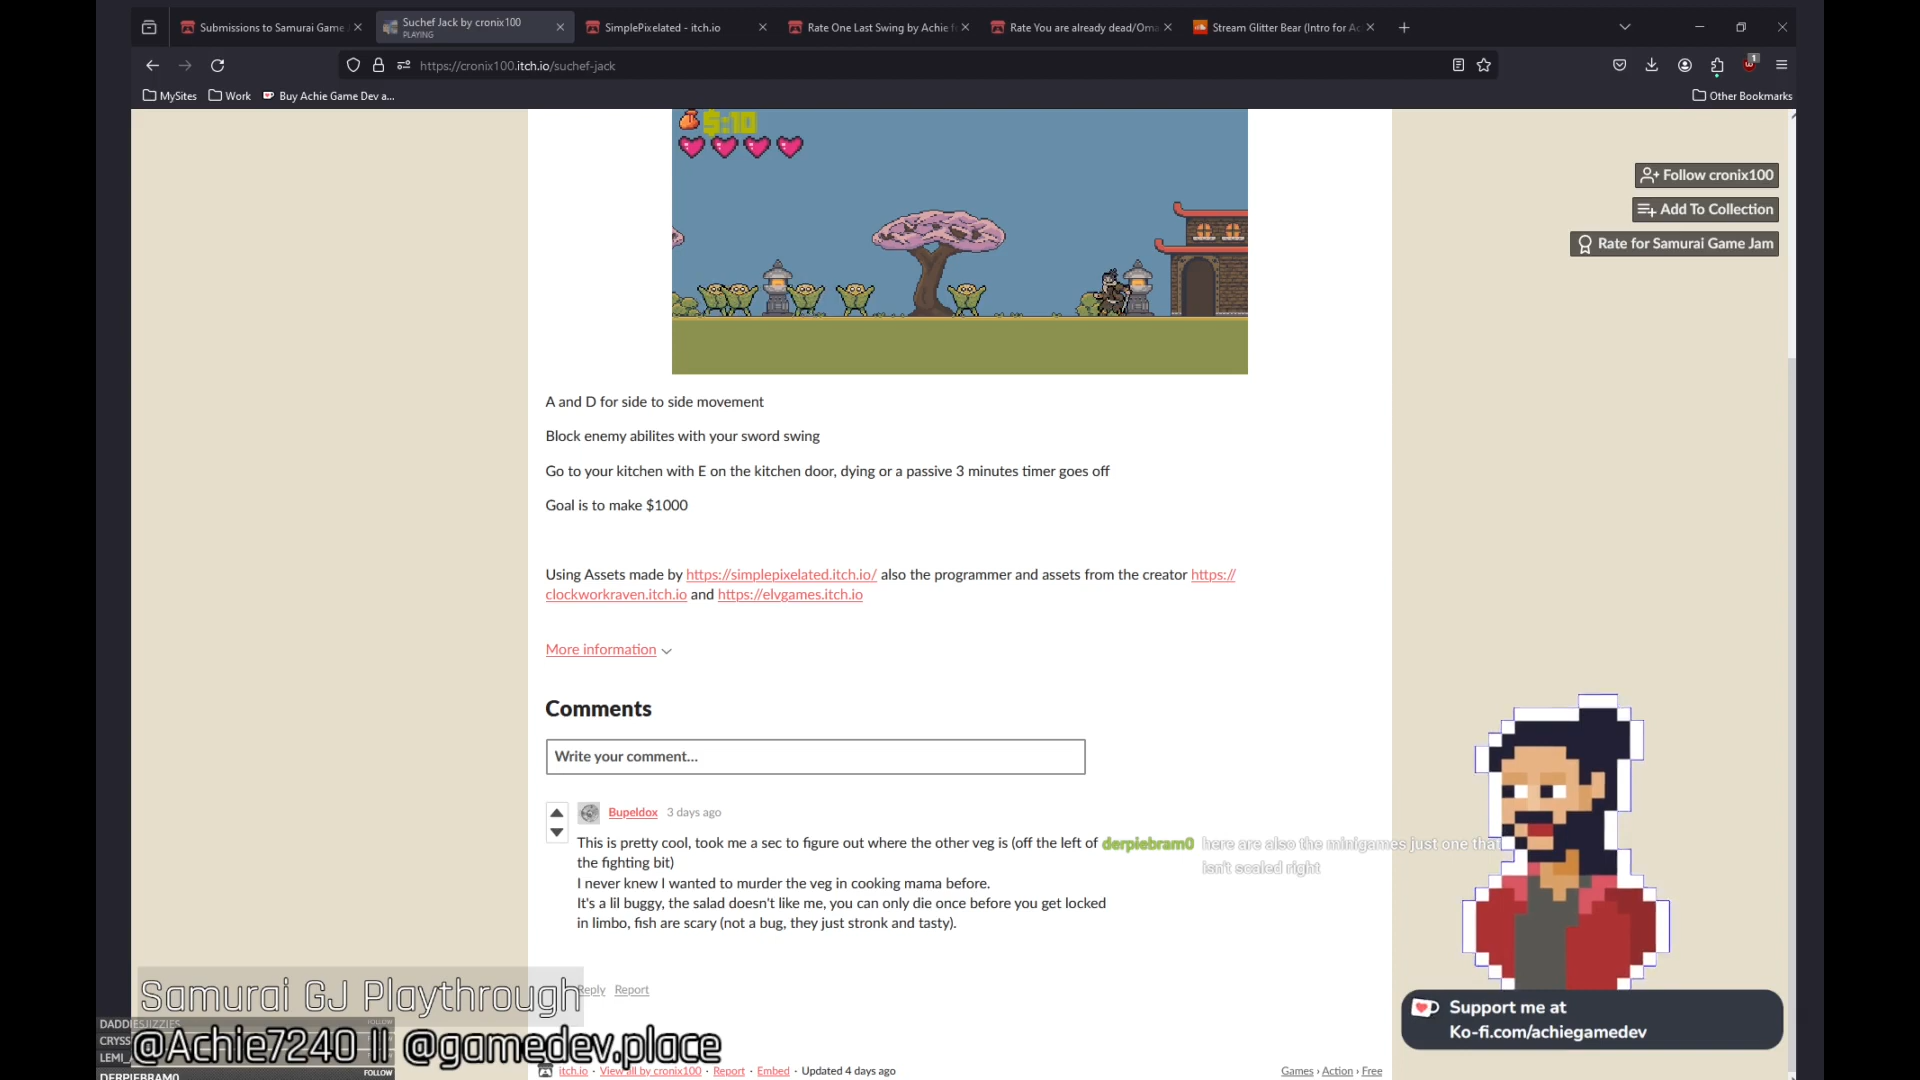 Submissions to Samurai Game
Suchef Jack by cronix100
PLAYING
SimplePixelated - itch.io
Rate One Last Swing by Achie f
Rate You are already dead/Oma
Stream Glitter Bear (Intro for Ac
https://cronix100.itch.io/suchef-jack
1
MySites
Work
Buy Achie Game Dev a...
Other Bookmarks
$:10
Follow cronix100
Add To Collection
Rate for Samurai Game Jam
A and D for side to side movement
Block enemy abilites with your sword swing
Go to your kitchen with E on the kitchen door, dying or a passive 3 minutes timer goes off
Goal is to make $1000
Using Assets made by https://simplepixelated.itch.io/ also the programmer and assets from the creator https://
clockworkraven.itch.io and https://elvgames.itch.io
More information
Comments
Write your comment...
Bupeldox 3 days ago
This is pretty cool, took me a sec to figure out where the other veg is (off the left of
the fighting bit)
I never knew I wanted to murder the veg in cooking mama before.
It's a lil buggy, the salad doesn't like me, you can only die once before you get locked
in limbo, fish are scary (not a bug, they just stronk and tasty).
derpiebram0 here are also the minigames just one tha
isn't scaled right
Reply Report
Samurai GJ Playthrough
DADDIESJIZZIES FOLLOW
CRYSS
LEMI_A
@Achie7240 || @gamedev.place
DERPIEBRAM0 FOLLOW
Support me at
Ko-fi.com/achiegamedev
itch.io · View all by cronix100 · Report · Embed · Updated 4 days ago
Games › Action › Free